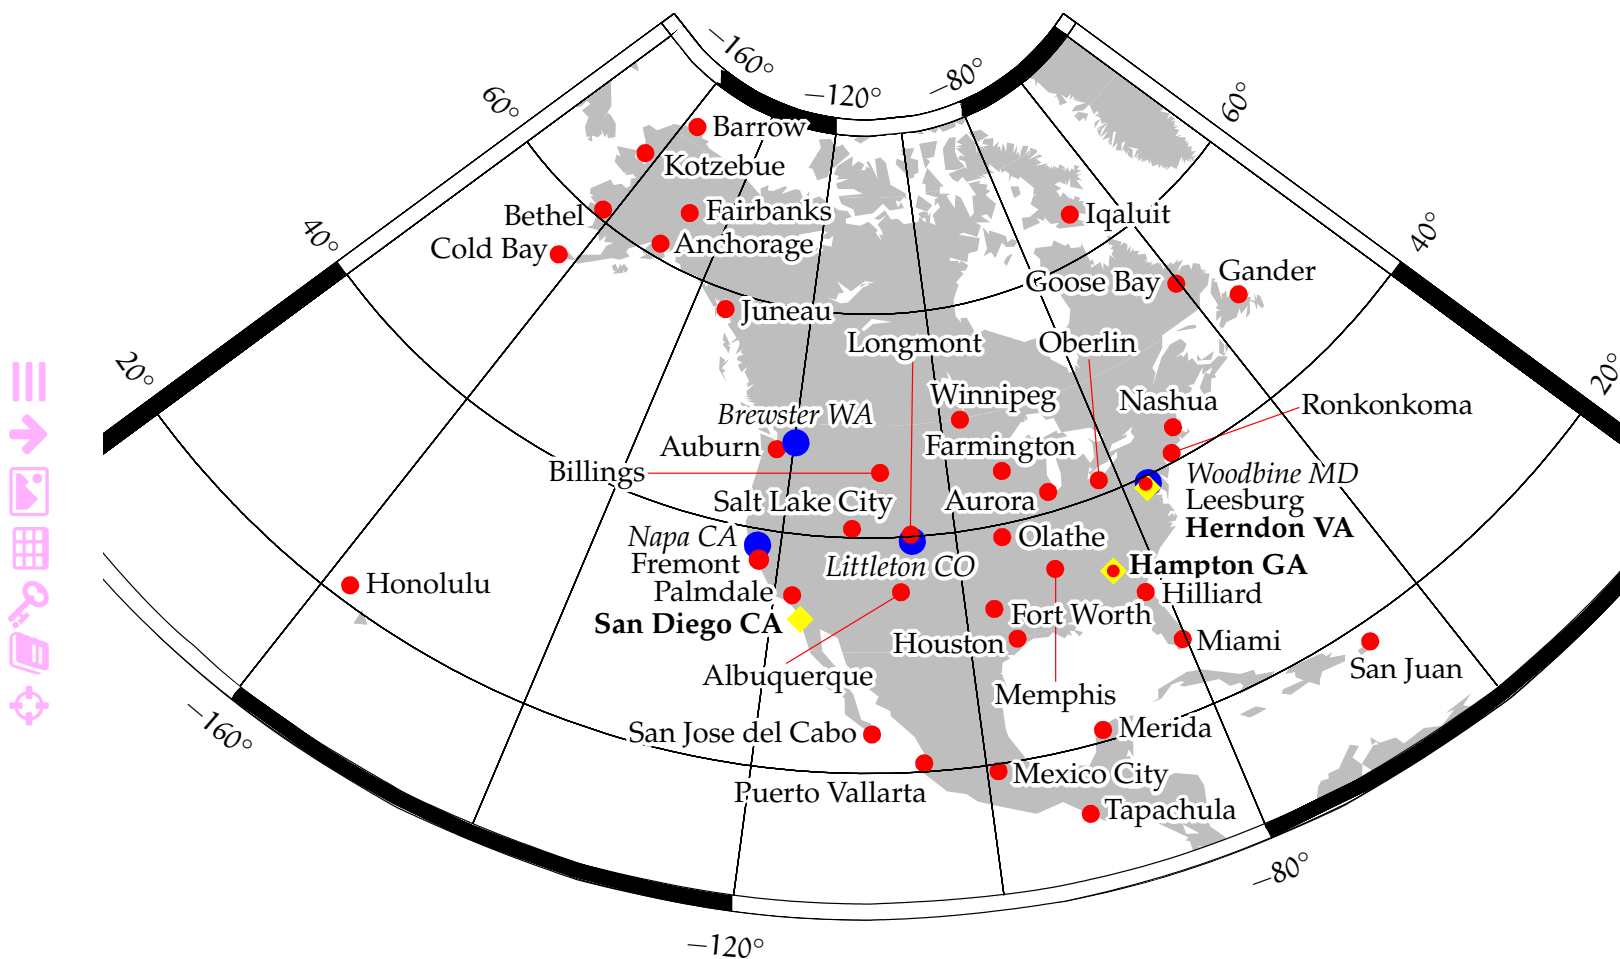 −160°
−120°
−80°
60°
60°
Barrow
Kotzebue
Bethel
Fairbanks
Iqaluit
40°
40°
Cold Bay
Anchorage
Goose Bay
Gander
Juneau
Longmont
Oberlin
20°
20°
Winnipeg
Nashua
Ronkonkoma
Brewster WA
Auburn
Farmington
Billings
Woodbine MD
Salt Lake City
Aurora
Leesburg
Herndon VA
Napa CA
Olathe
Fremont
Littleton CO
Hampton GA
Honolulu
Palmdale
Hilliard
San Diego CA
Fort Worth
Houston
Miami
Albuquerque
San Juan
Memphis
−160°
San Jose del Cabo
Merida
Mexico City
Puerto Vallarta
Tapachula
−80°
−120°